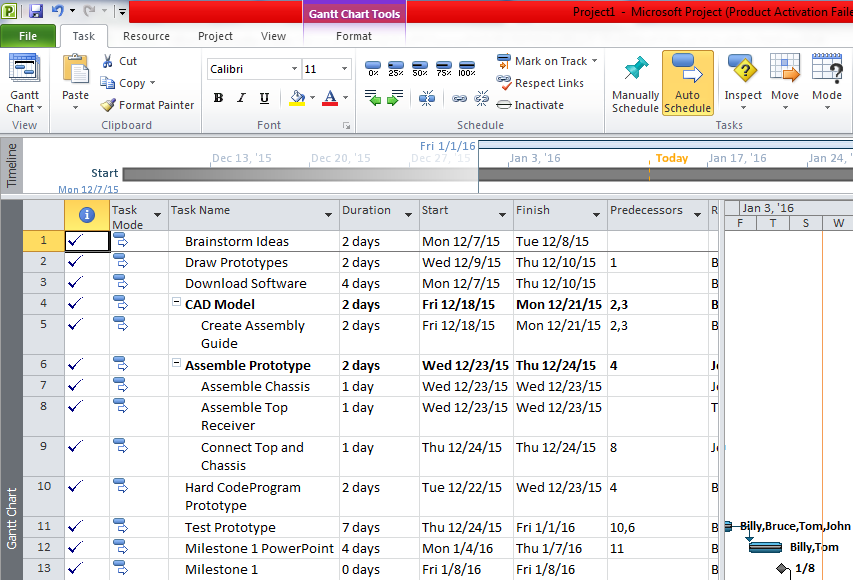 Gantt Chart Tools
Project1 - Microsoft Project (Product Activation Faile
File Task Resource Project View Format
Gantt Chart
Paste
Cut
Copy
Format Painter
Calibri 11
B I U A
0% 25% 50% 75% 100%
Mark on Track
Respect Links
Inactivate
Manually Schedule
Auto Schedule
Inspect
Move
Mode
View Clipboard Font Schedule Tasks
Timeline
Fri 1/1/16
Dec 13, '15 Dec 20, '15 Dec 27, '15 Jan 3, '16 Today Jan 17, '16 Jan 24, '
Start
Mon 12/7/15
Task Mode Task Name Duration Start Finish Predecessors R
Jan 3, '16
F T S W
1 Brainstorm Ideas 2 days Mon 12/7/15 Tue 12/8/15
2 Draw Prototypes 2 days Wed 12/9/15 Thu 12/10/15 1 B
3 Download Software 4 days Mon 12/7/15 Thu 12/10/15 B
4 CAD Model 2 days Fri 12/18/15 Mon 12/21/15 2,3 B
5 Create Assembly 2 days Fri 12/18/15 Mon 12/21/15 2,3 B
Guide
6 Assemble Prototype 2 days Wed 12/23/15 Thu 12/24/15 4 Jo
7 Assemble Chassis 1 day Wed 12/23/15 Wed 12/23/15 Jo
8 Assemble Top 1 day Wed 12/23/15 Wed 12/23/15 T
Receiver
9 Connect Top and 1 day Thu 12/24/15 Thu 12/24/15 8 Jo
Chassis
10 Hard CodeProgram 2 days Tue 12/22/15 Wed 12/23/15 4 B
Prototype
11 Test Prototype 7 days Thu 12/24/15 Fri 1/1/16 10,6 B Billy,Bruce,Tom,John
12 Milestone 1 PowerPoint 4 days Mon 1/4/16 Thu 1/7/16 11 B Billy,Tom
13 Milestone 1 0 days Fri 1/8/16 Fri 1/8/16 B 1/8
Gantt Chart